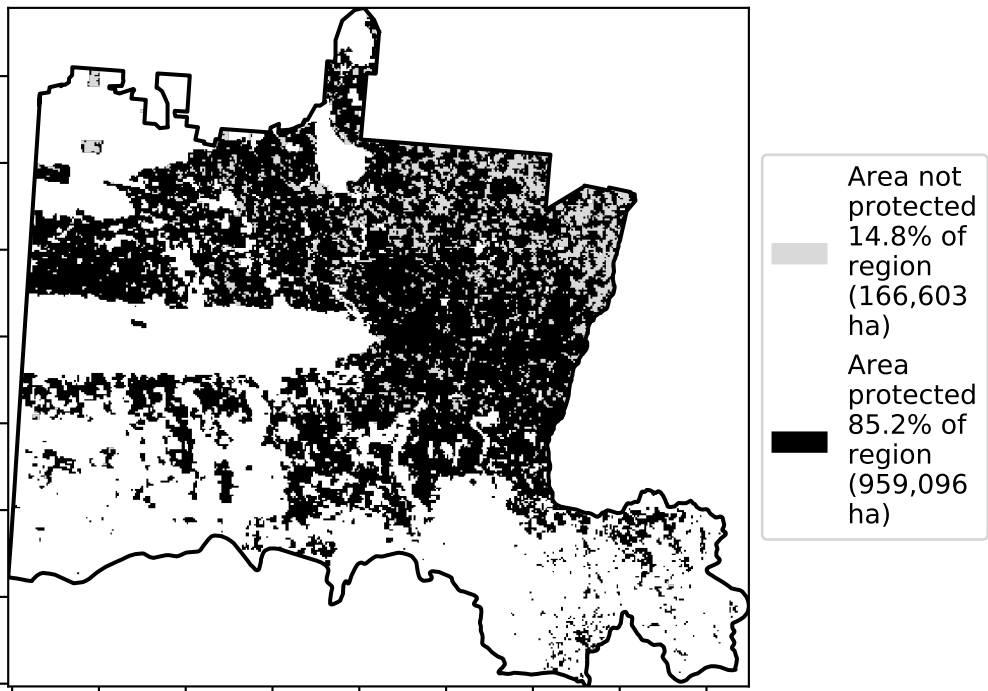 Area not
protected
14.8% of
region
(166,603
ha)
Area
protected
85.2% of
region
(959,096
ha)